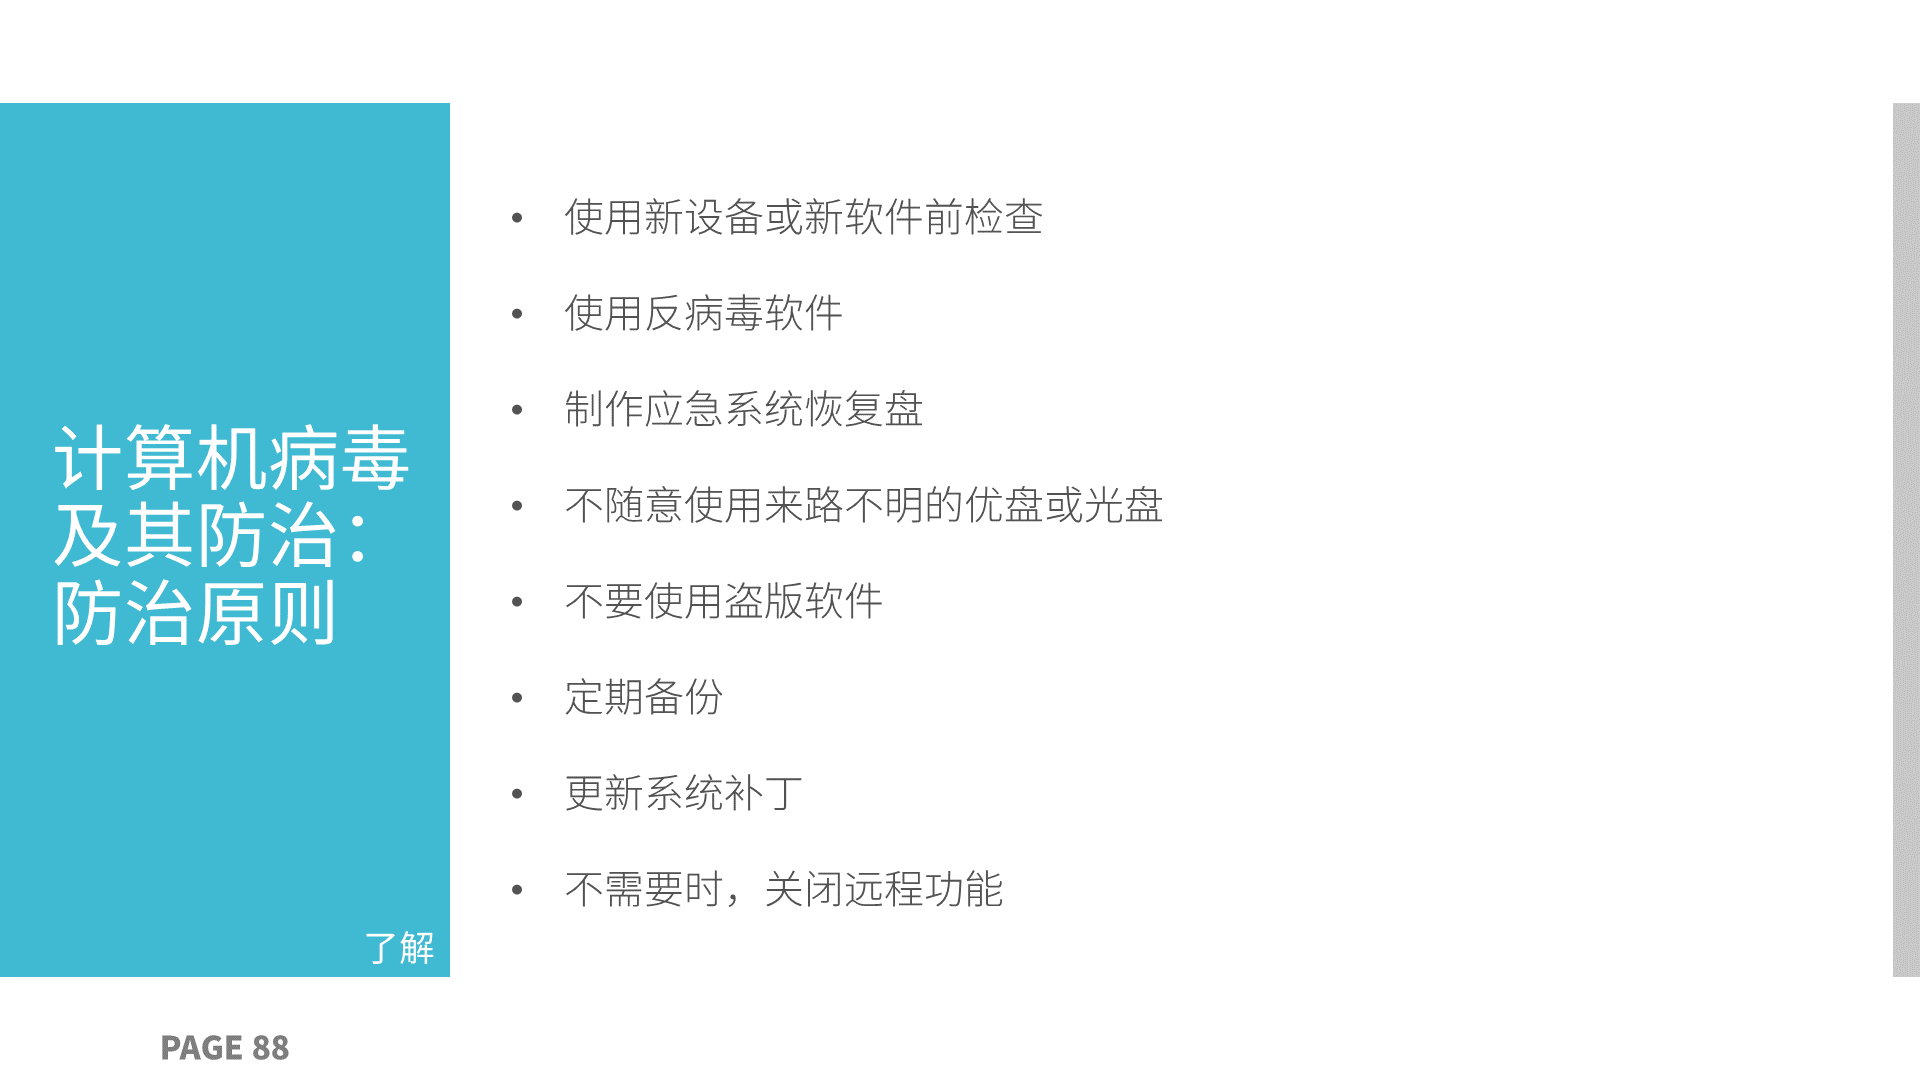 计算机病毒
及其防治：
防治原则
了解
• 使用新设备或新软件前检查
• 使用反病毒软件
• 制作应急系统恢复盘
• 不随意使用来路不明的优盘或光盘
• 不要使用盗版软件
• 定期备份
• 更新系统补丁
• 不需要时，关闭远程功能
PAGE 88